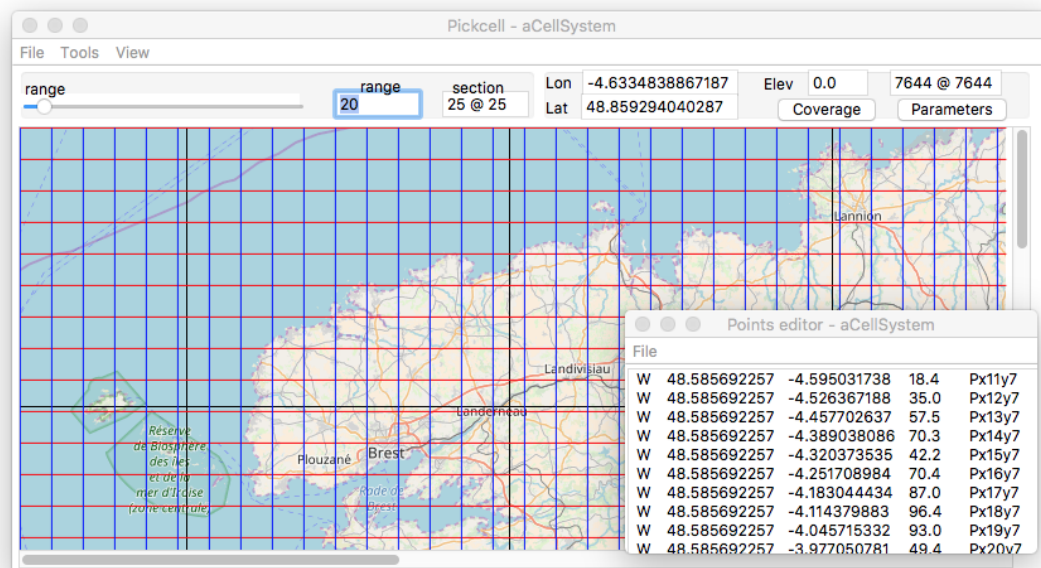 Pickcell - aCellSystem
File Tools View
range
range
section
Lon -4.6334838867187
Elev 0.0
7644 @ 7644
20
25 @ 25
Lat 48.859294040287
Coverage
Parameters
Lannion
Landivisiau
Landerneau
Réserve
de Biosphère
des îles
et de la
mer d'Iroise
(zone centrale)
Plouzané
Brest
Rade de
Brest
Points editor - aCellSystem
File
W 48.585692257 -4.595031738 18.4 Px11y7
W 48.585692257 -4.526367188 35.0 Px12y7
W 48.585692257 -4.457702637 57.5 Px13y7
W 48.585692257 -4.389038086 70.3 Px14y7
W 48.585692257 -4.320373535 42.2 Px15y7
W 48.585692257 -4.251708984 70.4 Px16y7
W 48.585692257 -4.183044434 87.0 Px17y7
W 48.585692257 -4.114379883 96.4 Px18y7
W 48.585692257 -4.045715332 93.0 Px19y7
W 48.585692257 -3.977050781 49.4 Px20y7